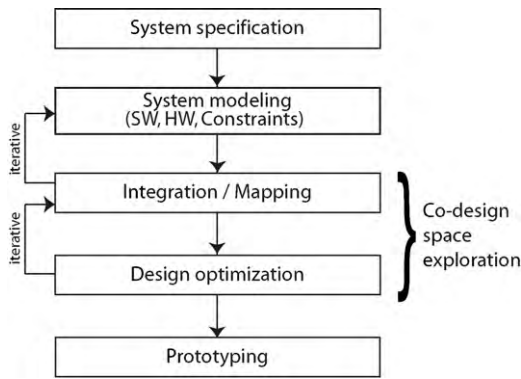 System specification
System modeling
(SW, HW, Constraints)
iterative
Integration / Mapping
iterative
Design optimization
Prototyping
Co-design
space
exploration